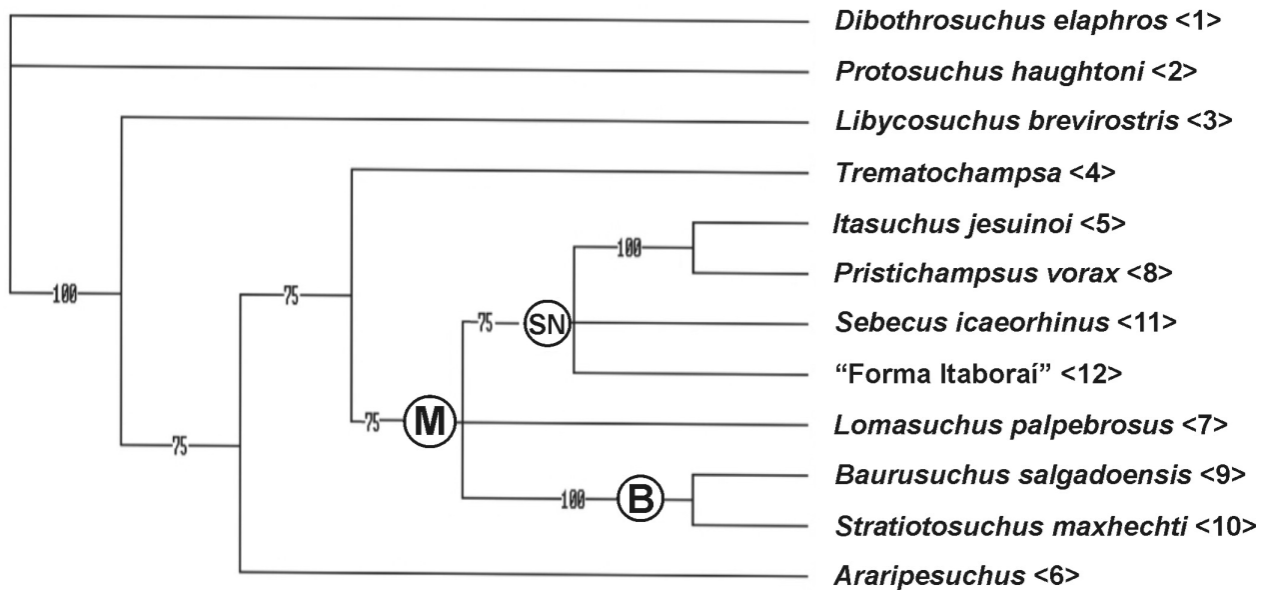 Dibothrosuchus elaphros <1>
Protosuchus haughtoni <2>
Libycosuchus brevirostris <3>
Trematochampsa <4>
Itasuchus jesuinoi <5>
100
Pristichampsus vorax <8>
100
75
75
SN
Sebecus icaeorhinus <11>
"Forma Itaboraí" <12>
75
M
Lomasuchus palpebrosus <7>
75
Baurusuchus salgadoensis <9>
100
B
Stratiotosuchus maxhechti <10>
Araripesuchus <6>